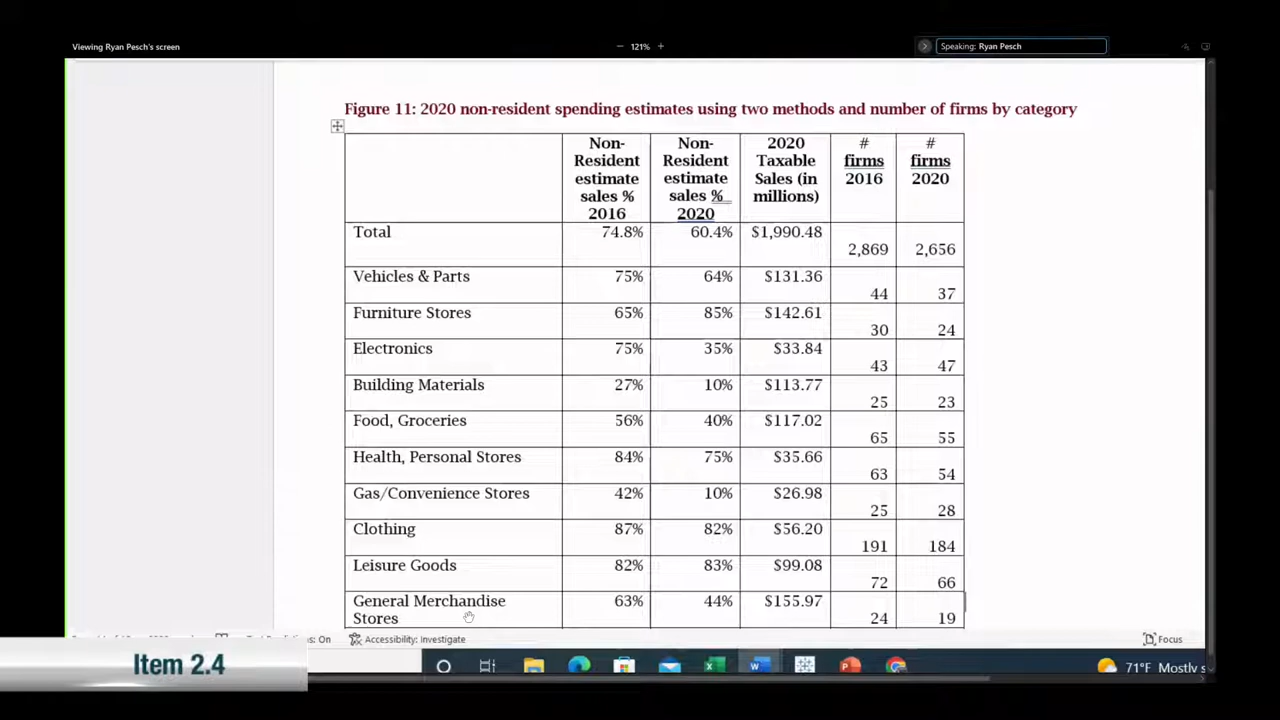 Viewing Ryan Pesch's screen
121%
Speaking: Ryan Pesch
Figure 11: 2020 non-resident spending estimates using two methods and number of firms by category
Non-Resident estimate sales % 2016
Non-Resident estimate sales % 2020
2020 Taxable Sales (in millions)
# firms 2016
# firms 2020
Total 74.8% 60.4% $1,990.48 2,869 2,656
Vehicles & Parts 75% 64% $131.36 44 37
Furniture Stores 65% 85% $142.61 30 24
Electronics 75% 35% $33.84 43 47
Building Materials 27% 10% $113.77 25 23
Food, Groceries 56% 40% $117.02 65 55
Health, Personal Stores 84% 75% $35.66 63 54
Gas/Convenience Stores 42% 10% $26.98 25 28
Clothing 87% 82% $56.20 191 184
Leisure Goods 82% 83% $99.08 72 66
General Merchandise Stores 63% 44% $155.97 24 19
On
Accessibility: Investigate
Focus
Item 2.4
71°F Mostly s